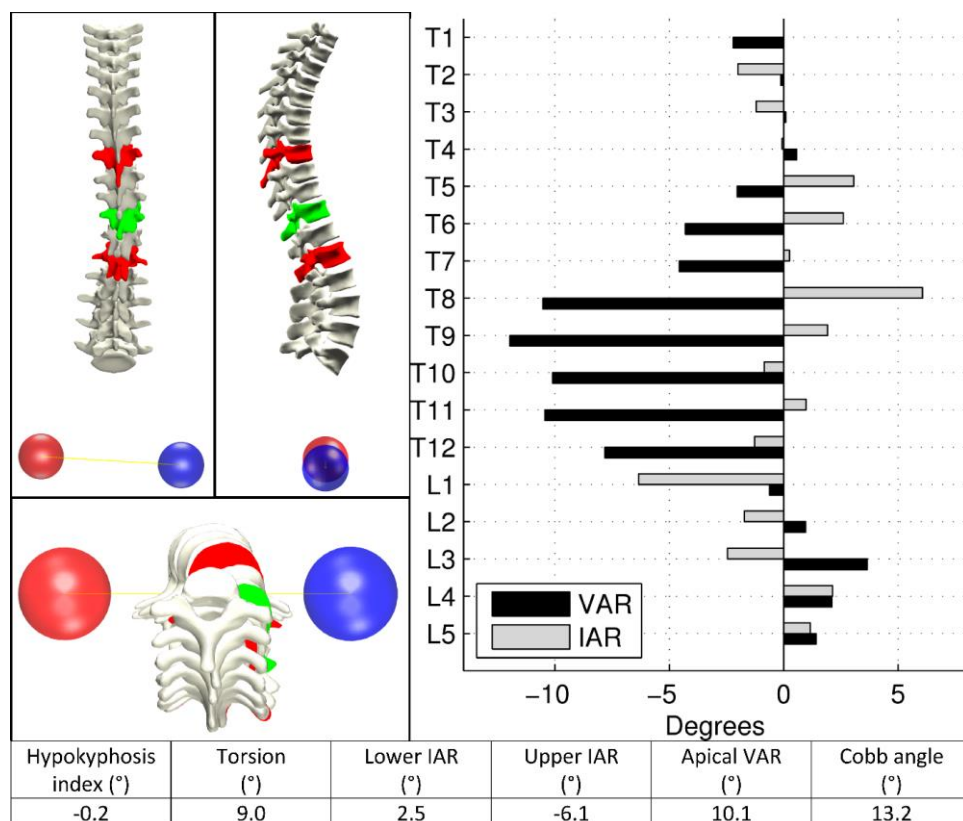 T1
T2
T3
T4
T5
T6
T7
T8
T9
T10
T11
T12
L1
L2
L3
L4
L5
VAR
IAR
−10 −5 0 5
Degrees
Hypokyphosis index (°) Torsion (°) Lower IAR (°) Upper IAR (°) Apical VAR (°) Cobb angle (°)
-0.2 9.0 2.5 -6.1 10.1 13.2